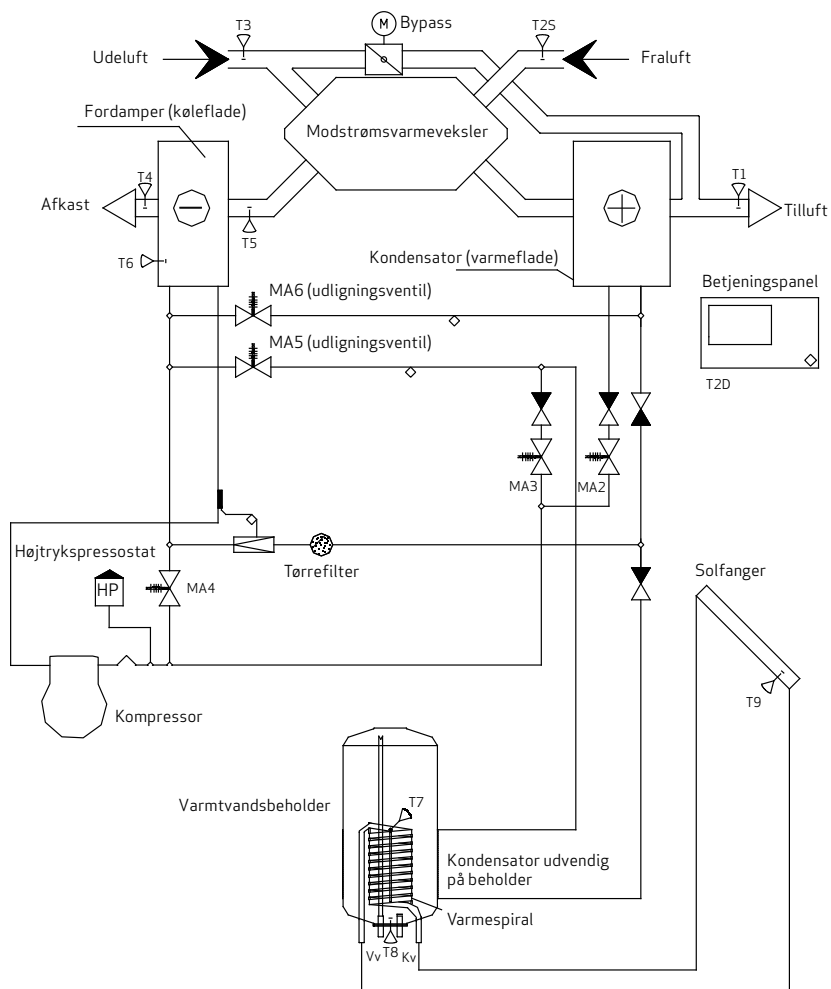 T3
M
Bypass
T2S
Udeluft
Fraluft
Fordamper (køleflade)
Modstrømsvarmeveksler
T4
T1
Afkast
Tilluft
T5
T6
Kondensator (varmeflade)
MA6 (udligningsventil)
Betjeningspanel
MA5 (udligningsventil)
T2D
MA3
MA2
Højtrykspressostat
Tørrefilter
HP
MA4
Solfanger
T9
Kompressor
Varmtvandsbeholder
T7
Kondensator udvendig
på beholder
Varmespiral
Vv
T8
Kv